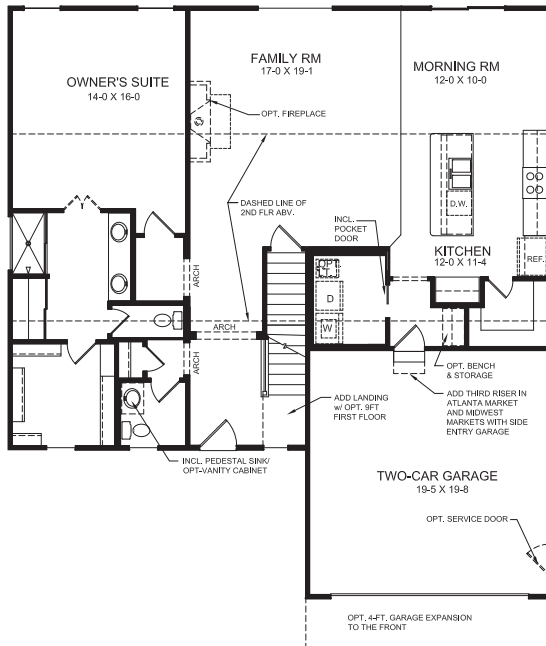 FAMILY RM
17-0 X 19-1
MORNING RM
12-0 X 10-0
OWNER'S SUITE
14-0 X 16-0
OPT. FIREPLACE
DASHED LINE OF
2ND FLR ABV.
INCL.
POCKET
DOOR
D.W.
KITCHEN
12-0 X 11-4
REF.
OPT.
L.T.
D
W
ARCH
ARCH
ARCH
2
OPT. BENCH
& STORAGE
ADD LANDING
w/ OPT. 9FT
FIRST FLOOR
ADD THIRD RISER IN
ATLANTA MARKET
AND MIDWEST
MARKETS WITH SIDE
ENTRY GARAGE
INCL. PEDESTAL SINK/
OPT-VANITY CABINET
TWO-CAR GARAGE
19-5 X 19-8
OPT. SERVICE DOOR
OPT. 4-FT. GARAGE EXPANSION
TO THE FRONT